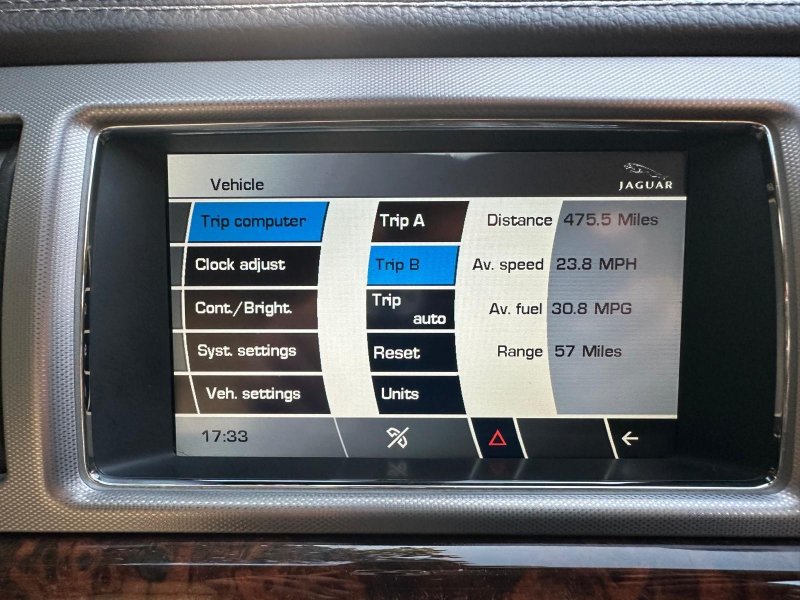 Vehicle
JAGUAR
Trip computer
Clock adjust
Cont./Bright.
Syst. settings
Veh. settings
Trip A
Trip B
Trip
auto
Reset
Units
Distance 475.5 Miles
Av. speed 23.8 MPH
Av. fuel 30.8 MPG
Range 57 Miles
17:33